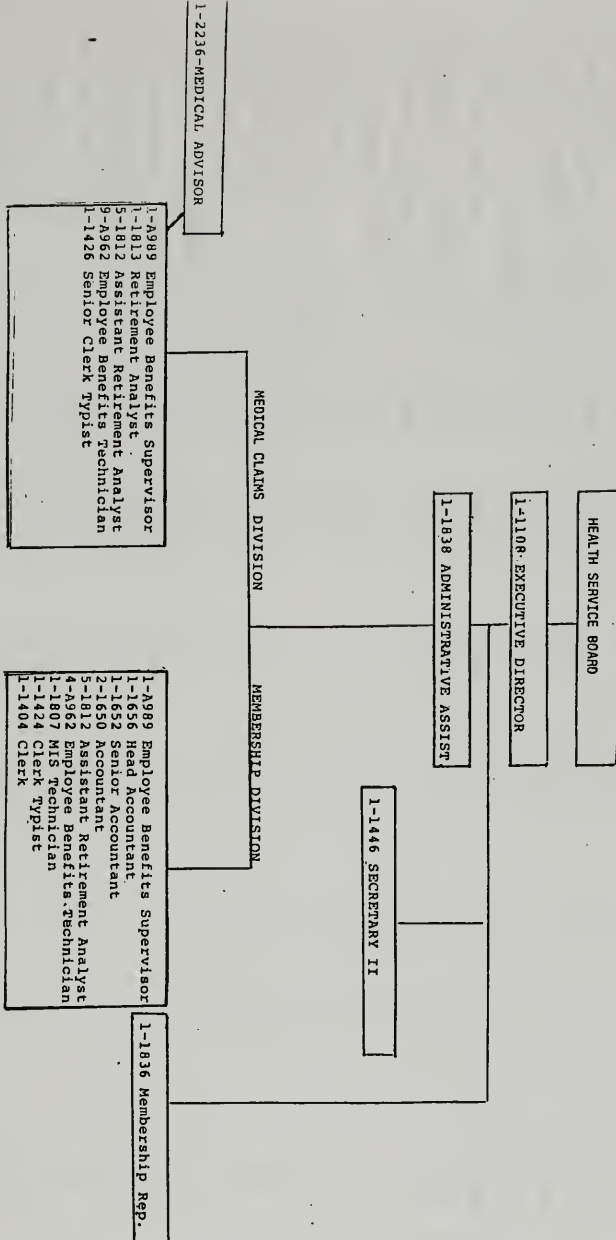 HEALTH SERVICE BOARD
1-1108 EXECUTIVE DIRECTOR
1-1838 ADMINISTRATIVE ASSIST
1-1446 SECRETARY II
MEDICAL CLAIMS DIVISION
MEMBERSHIP DIVISION
1-2236-MEDICAL ADVISOR
1-A989 Employee Benefits Supervisor
1-1813 Retirement Analyst
5-1812 Assistant Retirement Analyst
9-A962 Employee Benefits Technician
1-1426 Senior Clerk Typist
1-A989 Employee Benefits Supervisor
1-1656 Head Accountant
1-1652 Senior Accountant
2-1650 Accountant
5-1812 Assistant Retirement Analyst
4-A962 Employee Benefits Technician
1-1807 MIS Technician
1-1424 Clerk Typist
1-1404 Clerk
1-1836 Membership Rep.